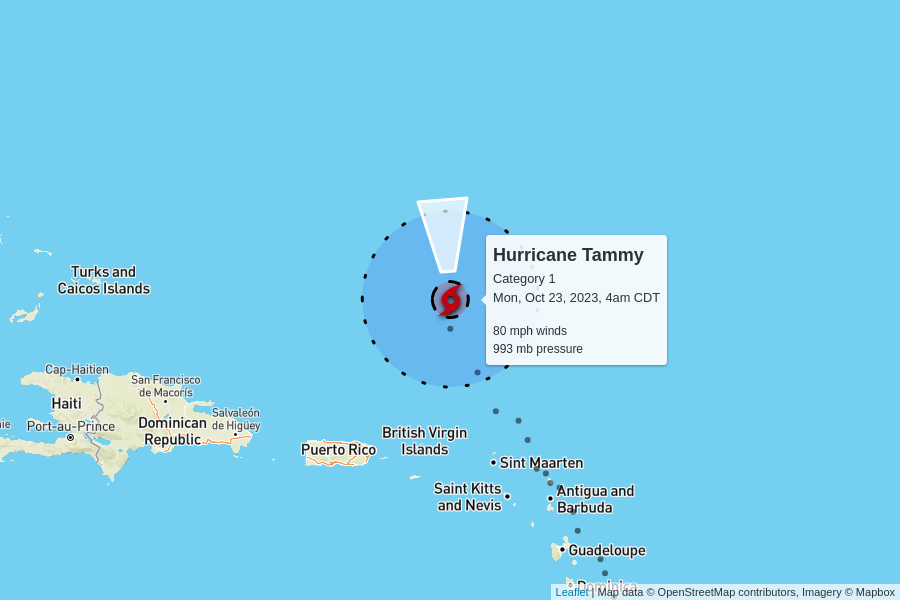 Hurricane Tammy
Category 1
Mon, Oct 23, 2023, 4am CDT
80 mph winds
993 mb pressure
Turks and
Caicos Islands
Cap-Haitien
San Francisco
de Macorís
Haiti
Salvaleón
de Higüey
Port-au-Prince
Dominican
Republic
Puerto Rico
British Virgin
Islands
Sint Maarten
Saint Kitts
and Nevis
Antigua and
Barbuda
Guadeloupe
Dominica
Leaflet | Map data © OpenStreetMap contributors, Imagery © Mapbox